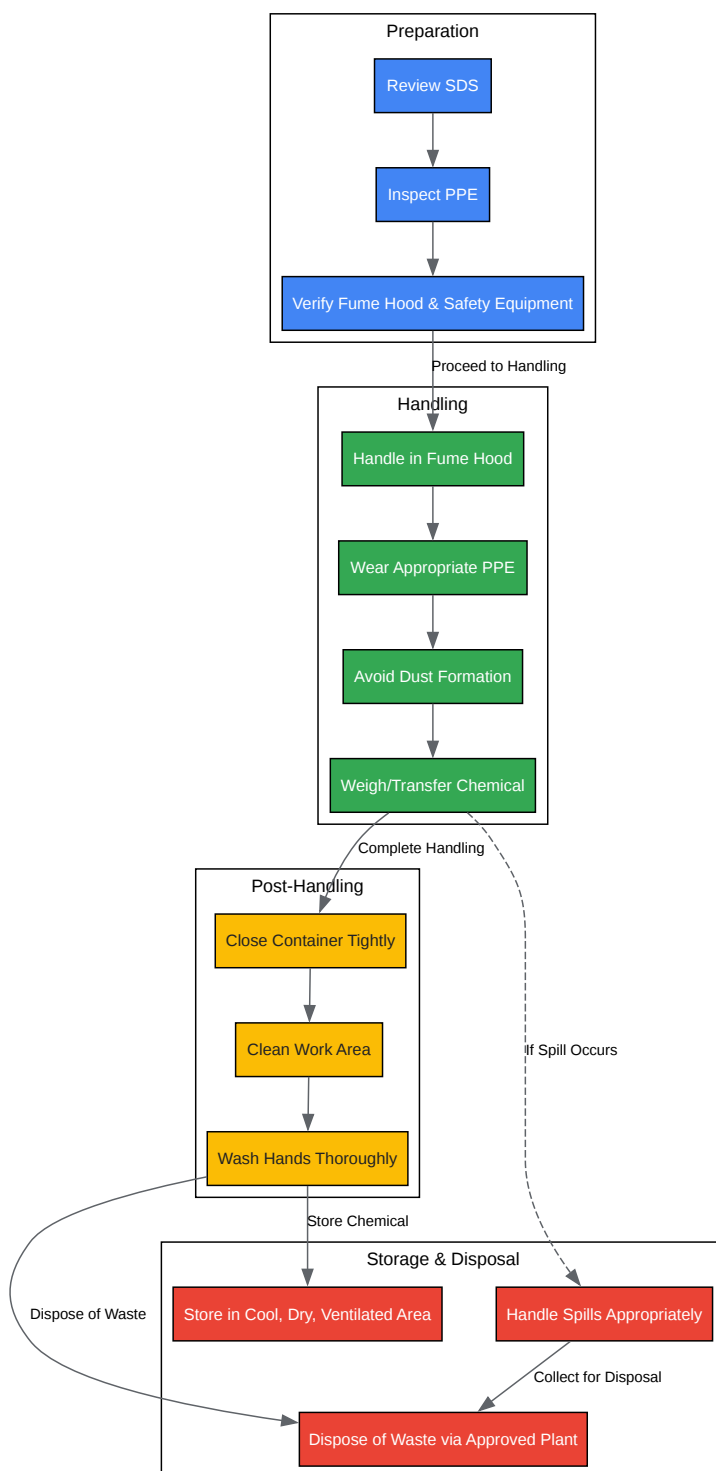 Preparation
Review SDS
Inspect PPE
Verify Fume Hood & Safety Equipment
Proceed to Handling
Handling
Handle in Fume Hood
Wear Appropriate PPE
Avoid Dust Formation
Weigh/Transfer Chemical
Complete Handling
Post-Handling
Close Container Tightly
Clean Work Area
If Spill Occurs
Wash Hands Thoroughly
Store Chemical
Storage & Disposal
Store in Cool, Dry, Ventilated Area
Handle Spills Appropriately
Dispose of Waste
Collect for Disposal
Dispose of Waste via Approved Plant